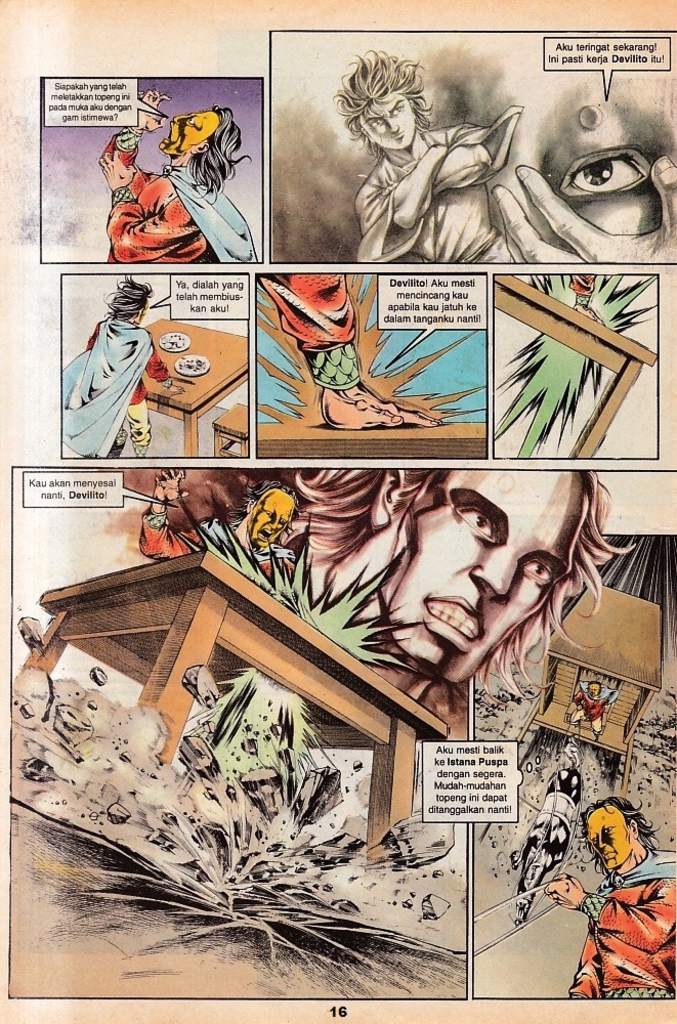 Siapakah yang telah
meletakkan topeng ini
pada muka aku dengan
gam istimewa?
Aku teringat sekarang!
Ini pasti kerja Devilito itu!
Ya, dialah yang
telah membius-
kan aku!
Devilito! Aku mesti
mencincang kau
apabila kau jatuh ke
dalam tanganku nanti!
Kau akan menyesal
nanti, Devilito!
Aku mesti balik
ke Istana Puspa
dengan segera.
Mudah-mudahan
topeng ini dapat
ditanggalkan nanti!
16